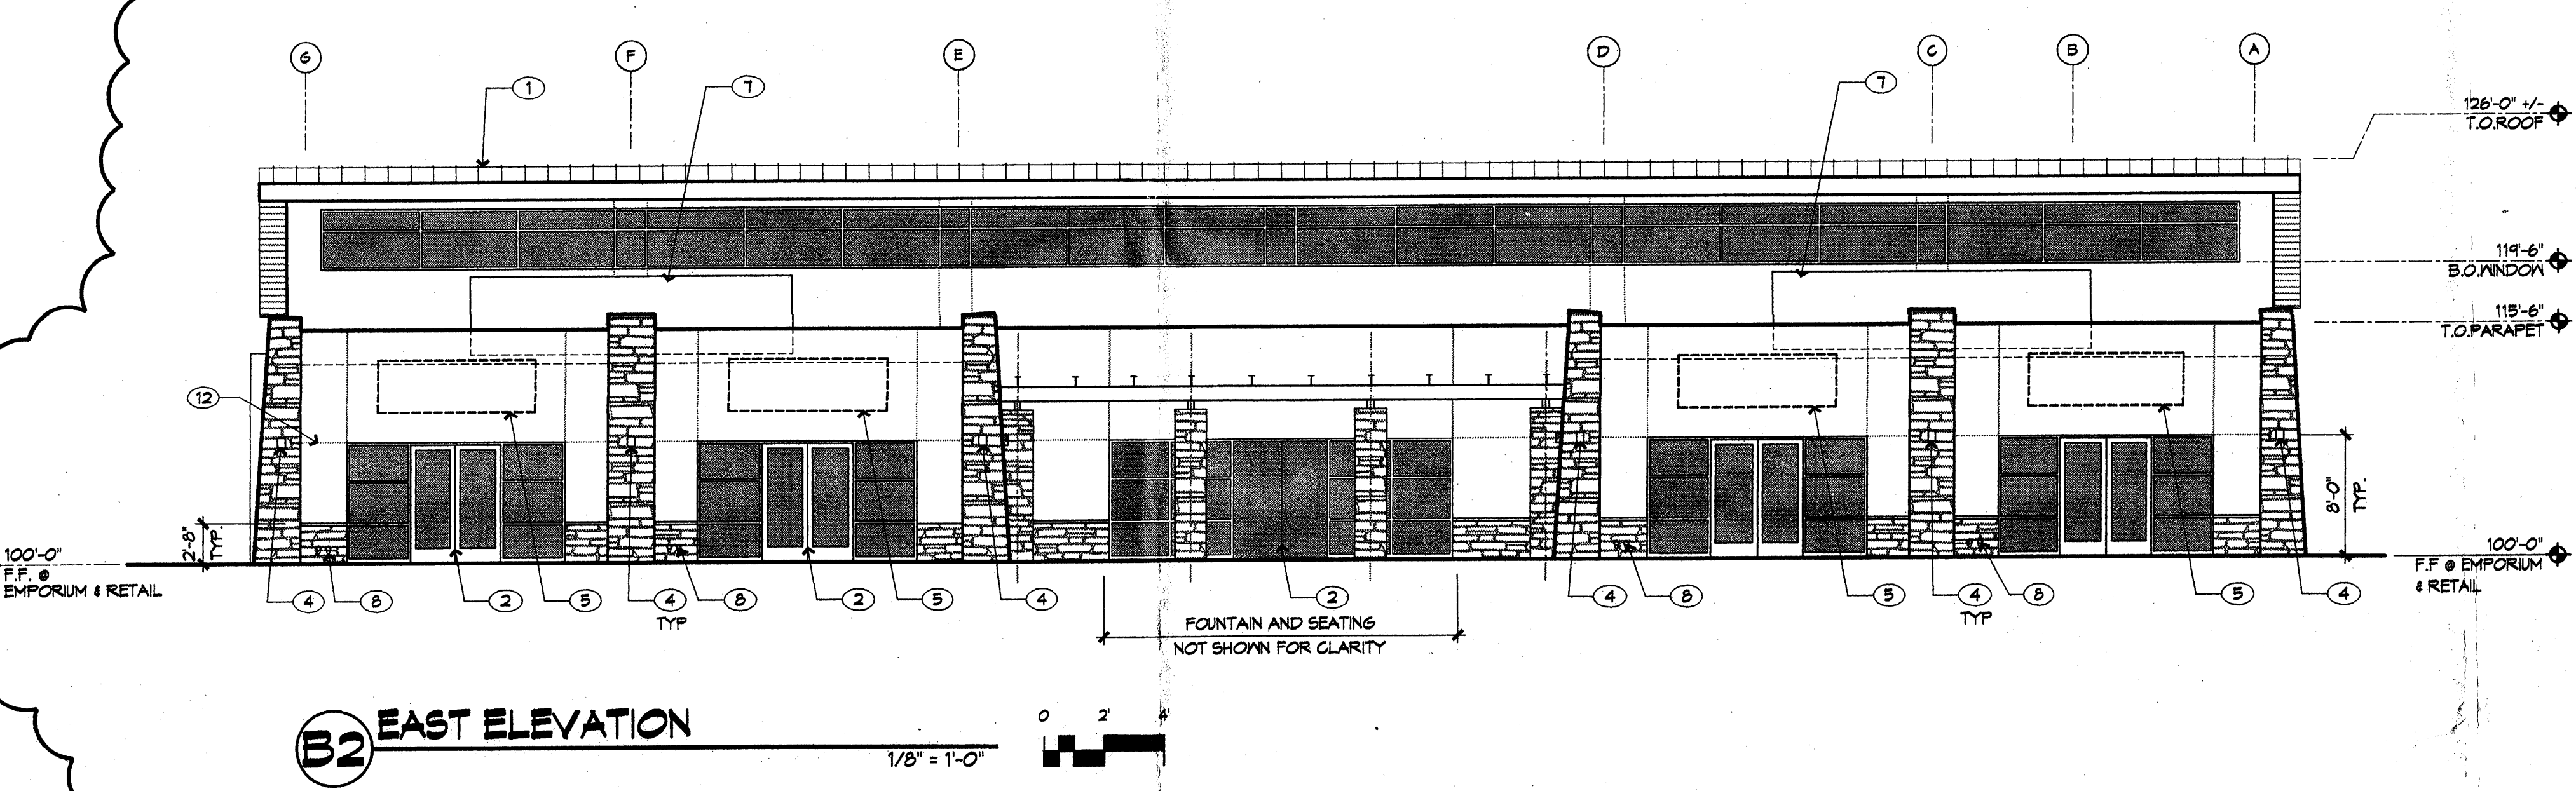 G F E D C B A
1 7 7
126'-0" +/-
T.O.ROOF
119'-6"
B.O.WINDOW
115'-6"
T.O.PARAPET
12
2'-8"
TYP.
8'-0"
TYP.
100'-0"
F.F. @
EMPORIUM & RETAIL
100'-0"
F.F @ EMPORIUM
& RETAIL
4 8 2 5 4 8 2 5 4 2 4 8 5 4 8 5 4
TYP
TYP
FOUNTAIN AND SEATING
NOT SHOWN FOR CLARITY
B2
EAST ELEVATION
1/8" = 1'-0"
0 2' 4'